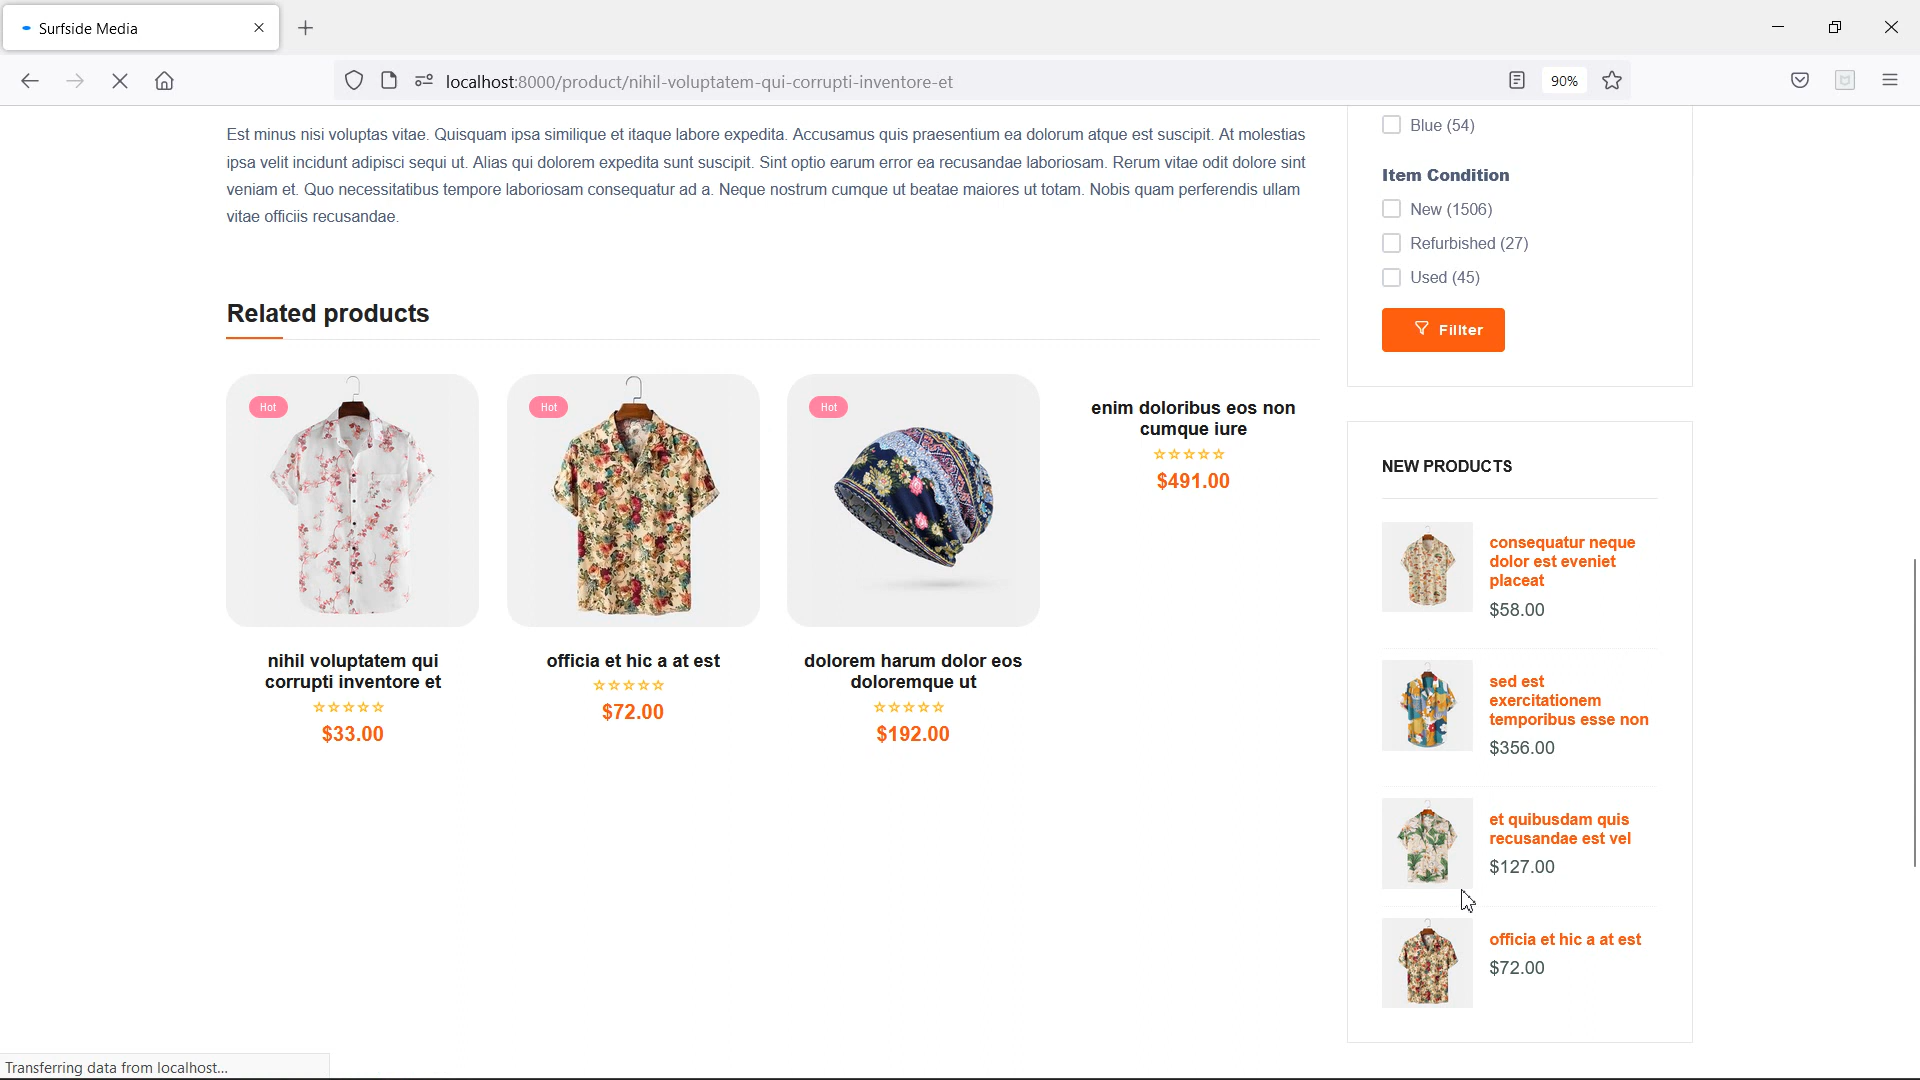 Surfside Media
localhost:8000/product/nihil-voluptatem-qui-corrupti-inventore-et
90%
Est minus nisi voluptas vitae. Quisquam ipsa similique et itaque labore expedita. Accusamus quis praesentium ea dolorum atque est suscipit. At molestias
ipsa velit incidunt adipisci sequi ut. Alias qui dolorem expedita sunt suscipit. Sint optio earum error ea recusandae laboriosam. Rerum vitae odit dolore sint
veniam et. Quo necessitatibus tempore laboriosam consequatur ad a. Neque nostrum cumque ut beatae maiores ut totam. Nobis quam perferendis ullam
vitae officiis recusandae.
Related products
Hot
nihil voluptatem qui
corrupti inventore et
$33.00
Hot
officia et hic a at est
$72.00
Hot
dolorem harum dolor eos
doloremque ut
$192.00
enim doloribus eos non
cumque iure
$491.00
Blue (54)
Item Condition
New (1506)
Refurbished (27)
Used (45)
Fillter
NEW PRODUCTS
consequatur neque
dolor est eveniet
placeat
$58.00
sed est
exercitationem
temporibus esse non
$356.00
et quibusdam quis
recusandae est vel
$127.00
officia et hic a at est
$72.00
Transferring data from localhost...